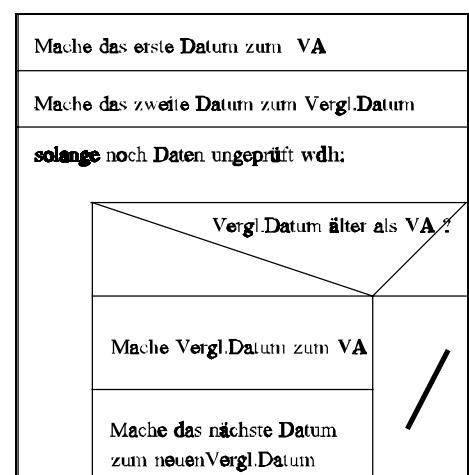 Mache das erste Datum zum VA
Mache das zweite Datum zum Vergl.Datum
solange noch Daten ungeprüft wdh:
Vergl.Datum älter als VA ?
Mache Vergl.Datum zum VA
Mache das nächste Datum
zum neuenVergl.Datum